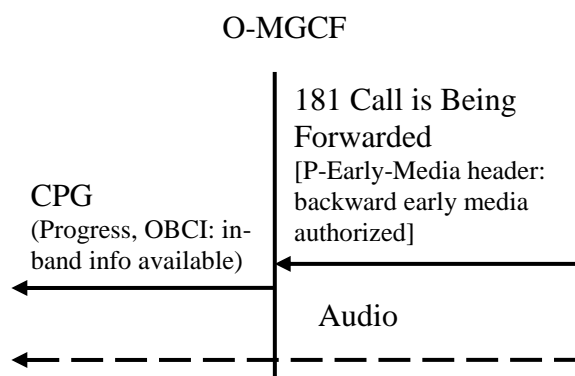 O-MGCF
181 Call is Being
Forwarded
[P-Early-Media header:
backward early media
authorized]
CPG
(Progress, OBCI: in-
band info available)
Audio